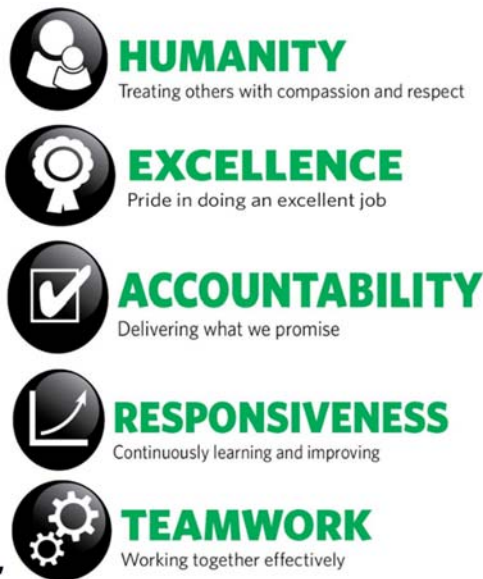 HUMANITY
Treating others with compassion and respect
EXCELLENCE
Pride in doing an excellent job
ACCOUNTABILITY
Delivering what we promise
RESPONSIVENESS
Continuously learning and improving
TEAMWORK
Working together effectively